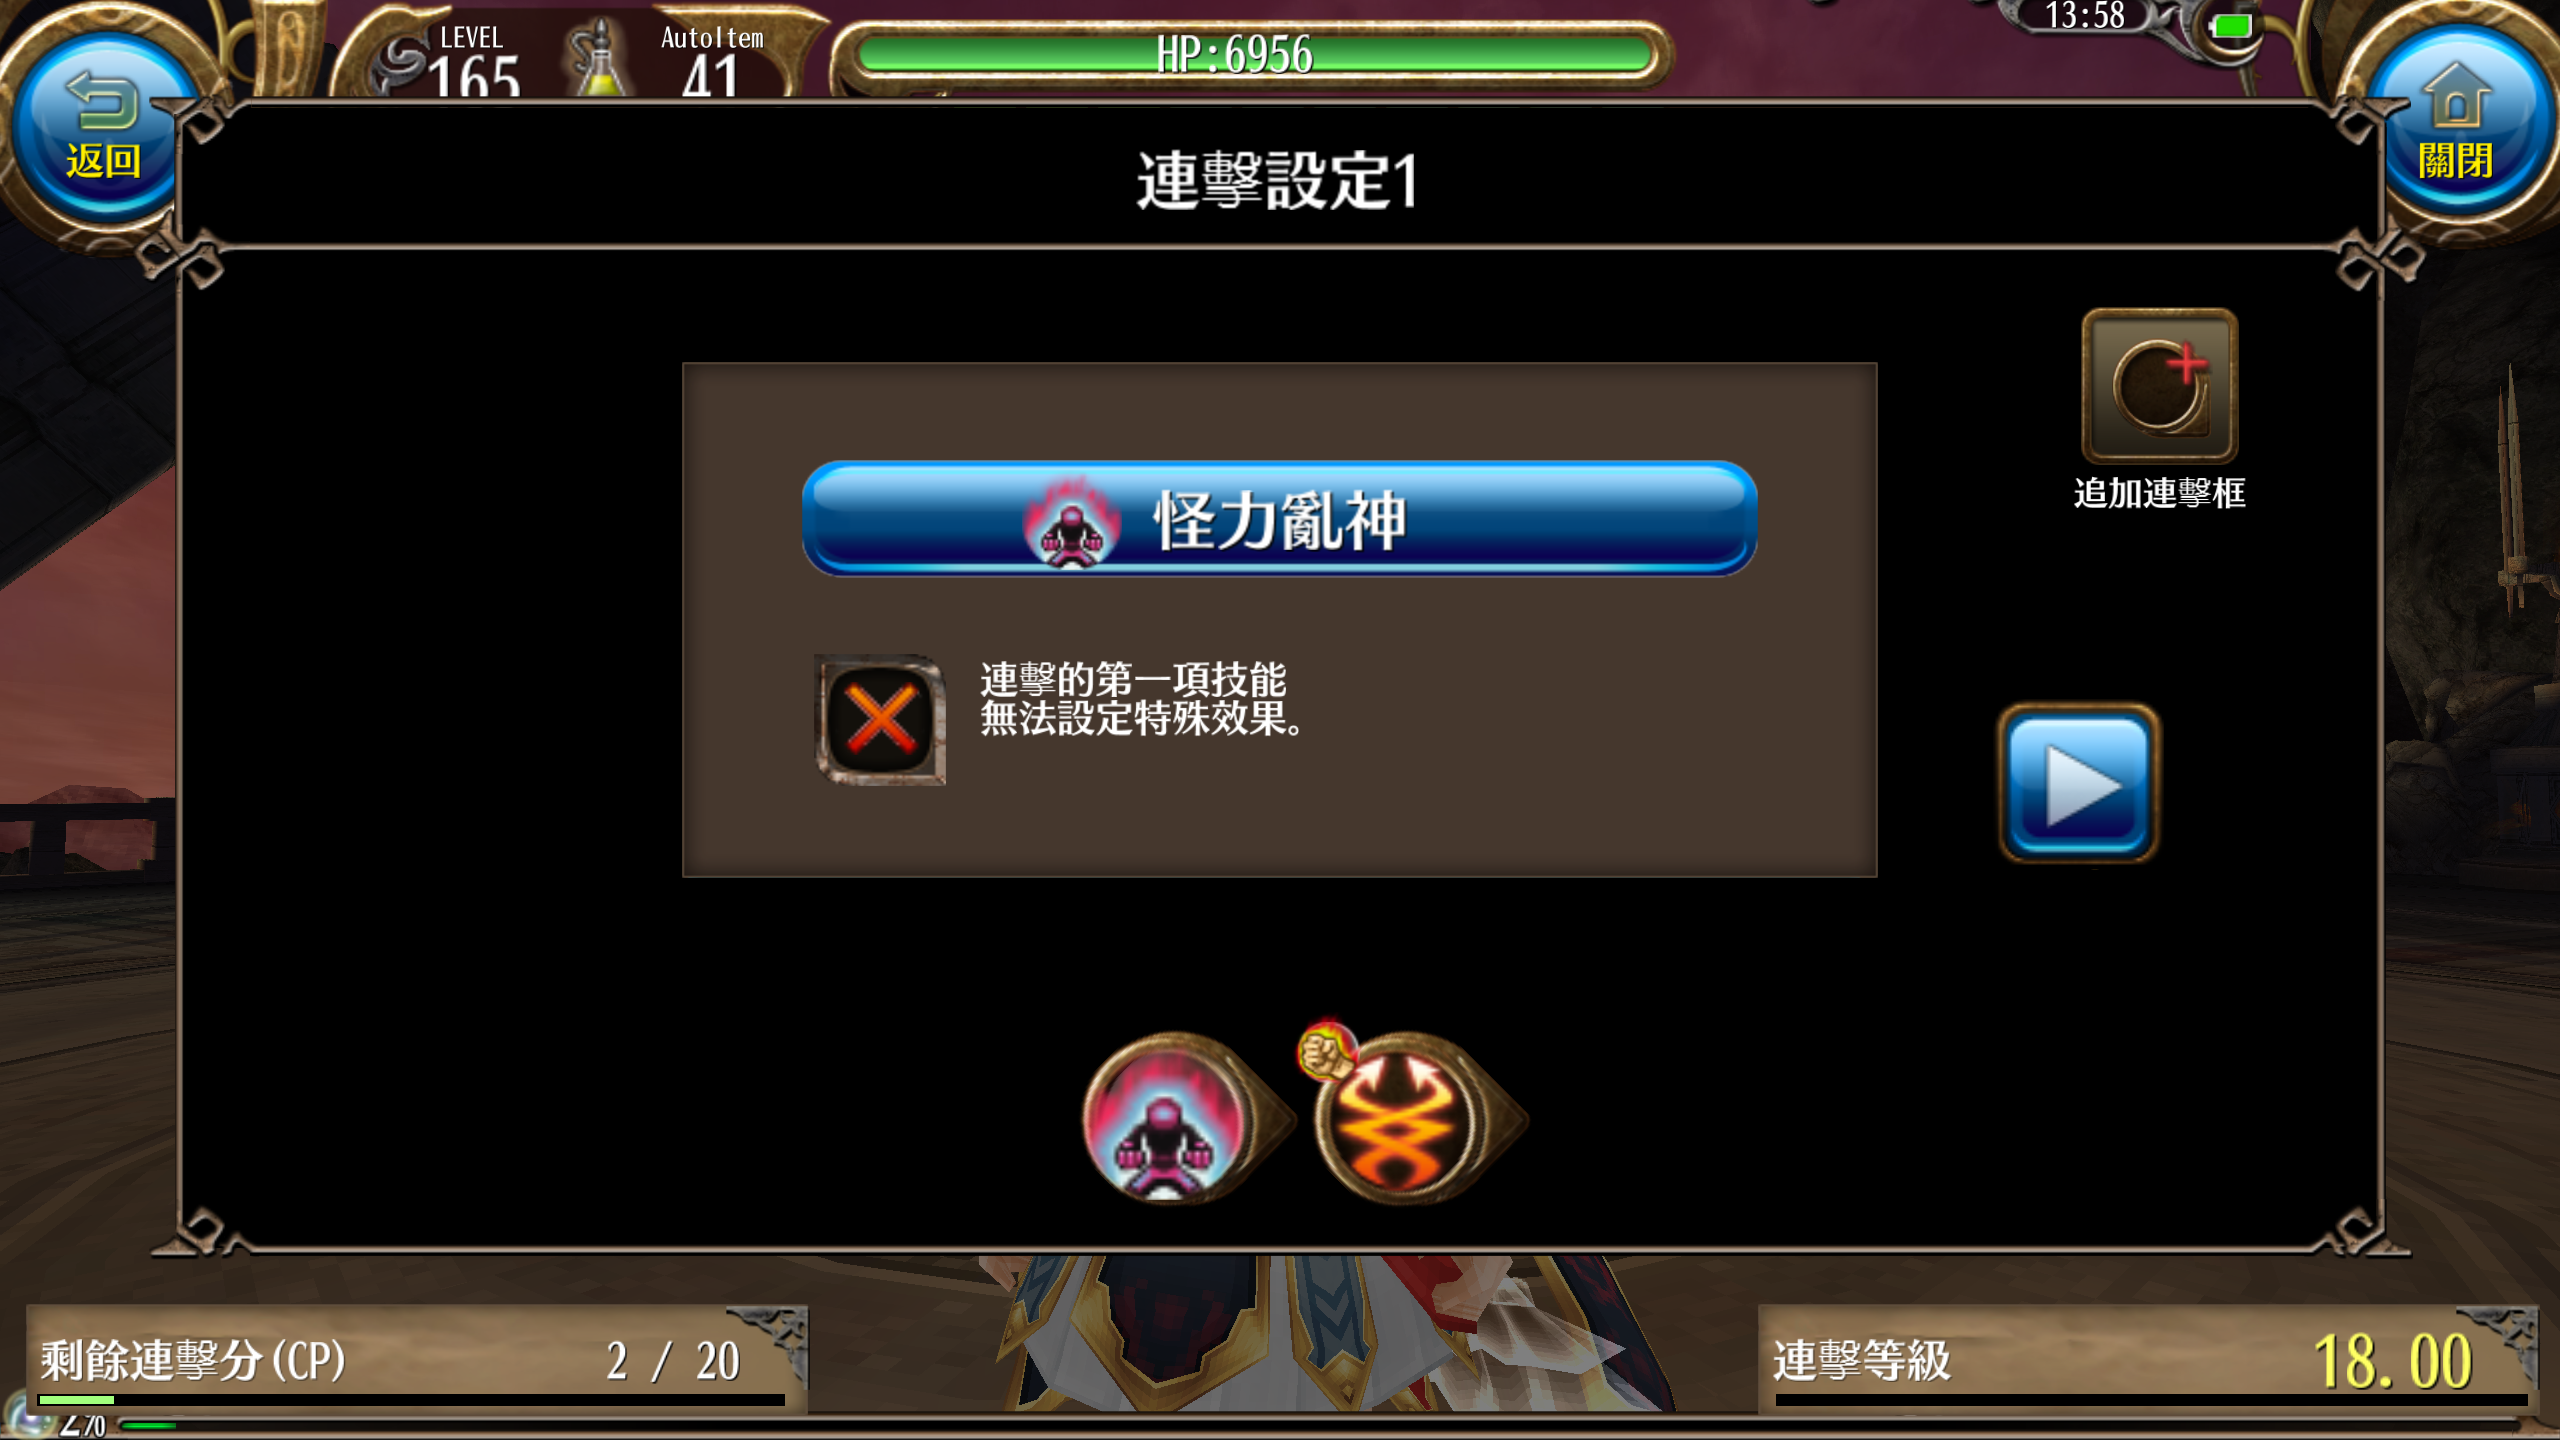 LEVEL
165
AutoItem
41
HP:6956
13:58
返回
關閉
連擊設定1
怪力亂神
追加連擊框
連擊的第一項技能
無法設定特殊效果。
剩餘連擊分(CP)
2 / 20
連擊等級
18.00
2%